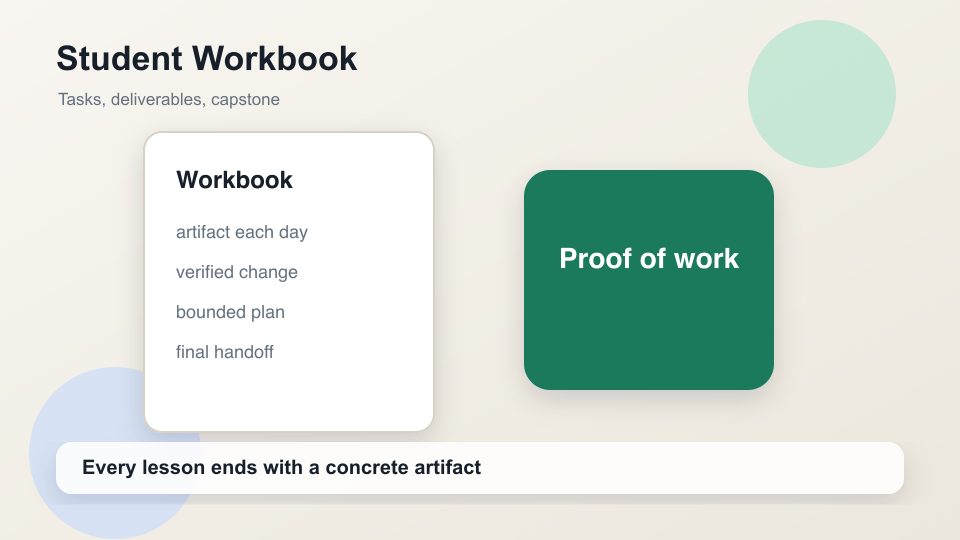 Student Workbook
Tasks, deliverables, capstone
Workbook
artifact each day
verified change
bounded plan
final handoff
Proof of work
Every lesson ends with a concrete artifact